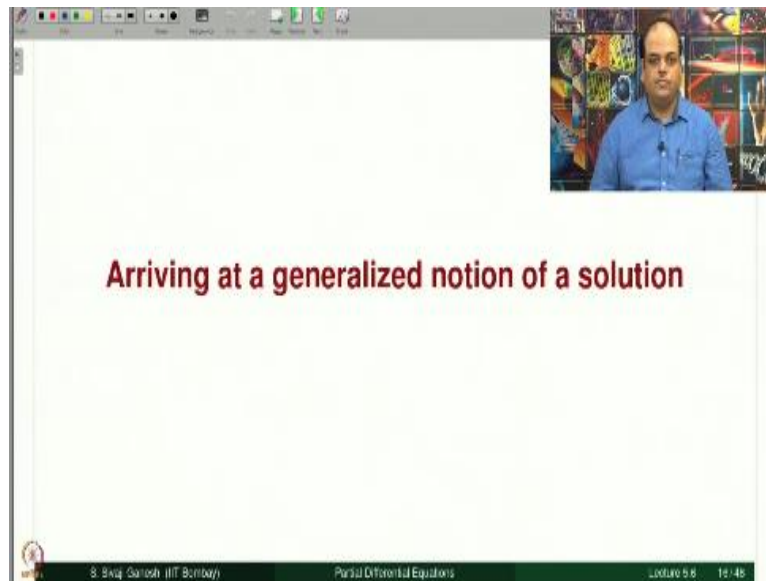 Arriving at a generalized notion of a solution
S. Sivaji Ganesh (IIT Bombay)
Partial Differential Equations
Lecture 5.6
16/46